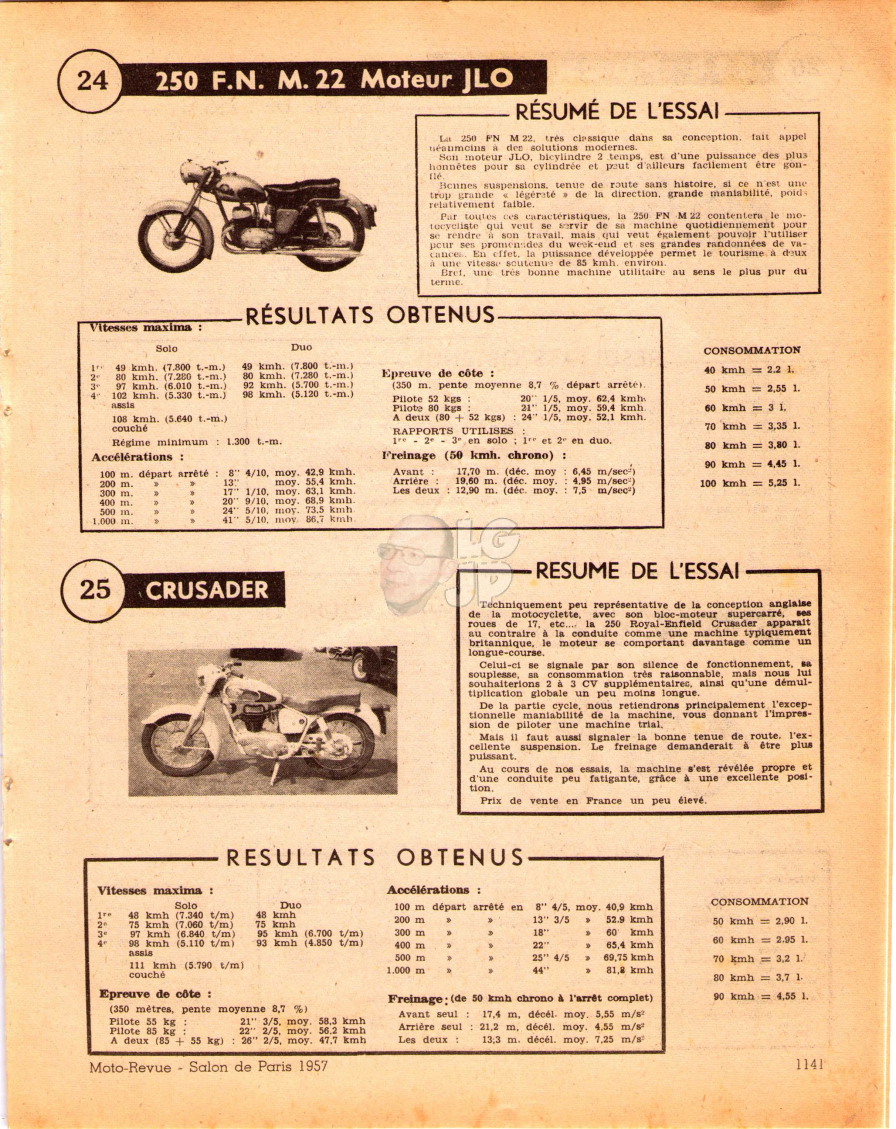 24
250 F.N. M. 22 Moteur JLO
RÉSUMÉ DE L'ESSAI
La 250 FN M 22, très classique dans sa conception, fait appel
néanmoins à des solutions modernes.
Son moteur JLO, bicylindre 2 temps, est d'une puissance des plus
honnêtes pour sa cylindrée et peut d'ailleurs facilement être gon-
flé.
Bonnes suspensions, tenue de route sans histoire, si ce n'est une
trop grande « légèreté » de la direction, grande maniabilité, poids
relativement faible.
Par toutes ces caractéristiques, la 250 FN M 22 contentera le mo-
tocycliste qui veut se servir de sa machine quotidiennement pour
se rendre à son travail, mais qui veut également pouvoir l'utiliser
pour ses promenades du week-end et ses grandes randonnées de va-
cances. En effet, la puissance développée permet le tourisme à deux
à une vitesse soutenue de 85 kmh. environ.
Bref, une très bonne machine utilitaire au sens le plus pur du
terme.
RÉSULTATS OBTENUS
Vitesses maxima :
Solo Duo
1re 49 kmh. (7.800 t.-m.) 49 kmh. (7.800 t.-m.)
2e 80 kmh. (7.280 t.-m.) 80 kmh. (7.280 t.-m.)
3e 97 kmh. (6.010 t.-m.) 92 kmh. (5.700 t.-m.)
4e 102 kmh. (5.330 t.-m.) 98 kmh. (5.120 t.-m.)
assis
108 kmh. (5.640 t.-m.)
couché
Régime minimum : 1.300 t.-m.
Accélérations :
100 m. départ arrêté : 8'' 4/10, moy. 42,9 kmh.
200 m. » » 13'' moy. 55,4 kmh.
300 m. » » 17'' 1/10, moy. 63,1 kmh.
400 m. » » 20'' 9/10, moy. 68,9 kmh.
500 m. » » 24'' 5/10, moy. 73,5 kmh.
1.000 m. » » 41'' 5/10, moy. 86,7 kmh.
Epreuve de côte :
(350 m. pente moyenne 8,7 % départ arrêté).
Pilote 52 kgs : 20'' 1/5, moy. 62,4 kmh.
Pilote 80 kgs : 21'' 1/5, moy. 59,4 kmh.
A deux (80 + 52 kgs) : 24'' 1/5, moy. 52,1 kmh.
RAPPORTS UTILISES :
1re - 2e - 3e en solo ; 1re et 2e en duo.
Freinage (50 kmh. chrono) :
Avant : 17,70 m. (déc. moy : 6,45 m/sec²)
Arrière : 19,60 m. (déc. moy. : 4,95 m/sec²)
Les deux : 12,90 m. (déc. moy. : 7,5 m/sec²)
CONSOMMATION
40 kmh = 2.2 l.
50 kmh = 2,55 l.
60 kmh = 3 l.
70 kmh = 3,35 l.
80 kmh = 3,80 l.
90 kmh = 4,45 l.
100 kmh = 5,25 l.
LG
JP
25
CRUSADER
RESUME DE L'ESSAI
Techniquement peu représentative de la conception anglaise
de la motocyclette, avec son bloc-moteur supercarré, ses
roues de 17, etc.... la 250 Royal-Enfield Crusader apparaît
au contraire à la conduite comme une machine typiquement
britannique, le moteur se comportant davantage comme un
longue-course.
Celui-ci se signale par son silence de fonctionnement, sa
souplesse, sa consommation très raisonnable, mais nous lui
souhaiterions 2 à 3 CV supplémentaires, ainsi qu'une démul-
tiplication globale un peu moins longue.
De la partie cycle, nous retiendrons principalement l'excep-
tionnelle maniabilité de la machine, vous donnant l'impres-
sion de piloter une machine trial.
Mais il faut aussi signaler la bonne tenue de route, l'ex-
cellente suspension. Le freinage demanderait à être plus
puissant.
Au cours de nos essais, la machine s'est révélée propre et
d'une conduite peu fatigante, grâce à une excellente posi-
tion.
Prix de vente en France un peu élevé.
RESULTATS OBTENUS
Vitesses maxima :
Solo Duo
1re 48 kmh (7.340 t/m) 48 kmh
2e 75 kmh (7.060 t/m) 75 kmh
3e 97 kmh (6.840 t/m) 95 kmh (6.700 t/m)
4e 98 kmh (5.110 t/m) 93 kmh (4.850 t/m)
assis
111 kmh (5.790 t/m)
couché
Epreuve de côte :
(350 mètres, pente moyenne 8,7 %)
Pilote 55 kg : 21'' 3/5, moy. 58,3 kmh
Pilote 85 kg : 22'' 2/5, moy. 56,2 kmh
A deux (85 + 55 kg) : 26'' 2/5, moy. 47,7 kmh
Accélérations :
100 m départ arrêté en 8'' 4/5, moy. 40,9 kmh
200 m » » 13'' 3/5 » 52.9 kmh
300 m » » 18'' » 60 kmh
400 m » » 22'' » 65,4 kmh
500 m » » 25'' 4/5 » 69,75 kmh
1.000 m » » 44'' » 81,8 kmh
Freinage : (de 50 kmh chrono à l'arrêt complet)
Avant seul : 17,4 m, décél. moy. 5,55 m/s²
Arrière seul : 21,2 m, décél. moy. 4,55 m/s²
Les deux : 13,3 m. décél. moy. 7,25 m/s²
CONSOMMATION
50 kmh = 2,90 l.
60 kmh = 2.95 l.
70 kmh = 3,2 l.
80 kmh = 3,7 l.
90 kmh = 4,55 l.
Moto-Revue - Salon de Paris 1957
1141